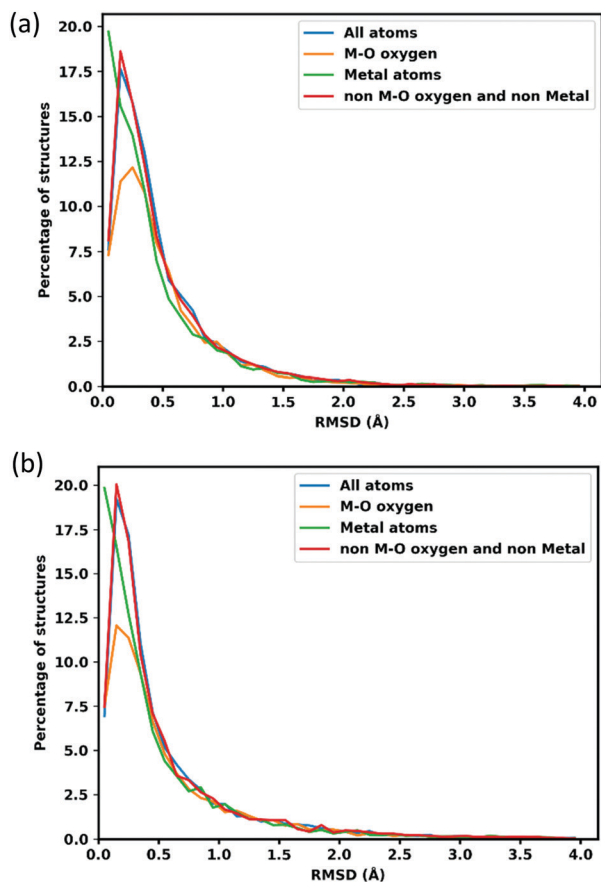 (a)
All atoms
M-O oxygen
Metal atoms
non M-O oxygen and non Metal
Percentage of structures
20.0
17.5
15.0
12.5
10.0
7.5
5.0
2.5
0.0
0.0 0.5 1.0 1.5 2.0 2.5 3.0 3.5 4.0
RMSD (Å)
(b)
All atoms
M-O oxygen
Metal atoms
non M-O oxygen and non Metal
Percentage of structures
20.0
17.5
15.0
12.5
10.0
7.5
5.0
2.5
0.0
0.0 0.5 1.0 1.5 2.0 2.5 3.0 3.5 4.0
RMSD (Å)